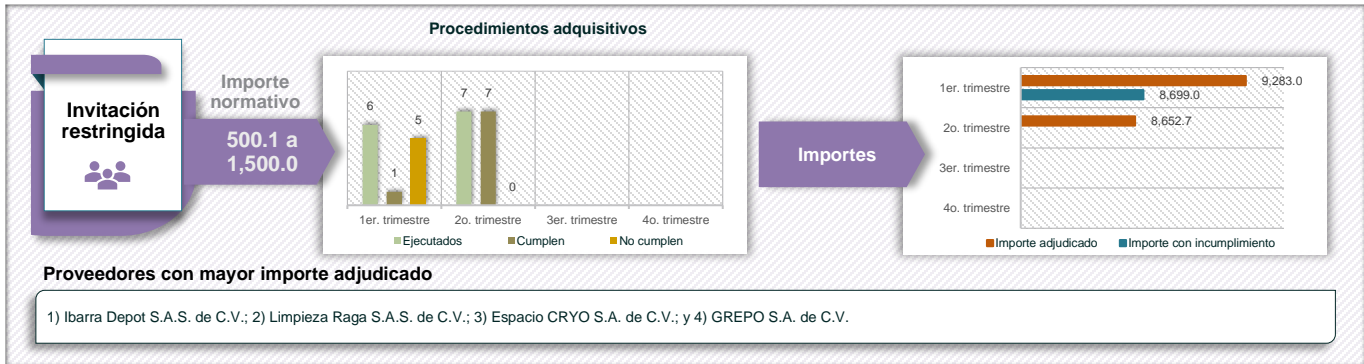 Procedimientos adquisitivos
Invitación
restringida
Importe
normativo
500.1 a
1,500.0
6
1
5
7
7
0
1er. trimestre
2o. trimestre
3er. trimestre
4o. trimestre
Ejecutados
Cumplen
No cumplen
Importes
1er. trimestre
9,283.0
8,699.0
2o. trimestre
8,652.7
3er. trimestre
4o. trimestre
Importe adjudicado
Importe con incumplimiento
Proveedores con mayor importe adjudicado
1) Ibarra Depot S.A.S. de C.V.; 2) Limpieza Raga S.A.S. de C.V.; 3) Espacio CRYO S.A. de C.V.; y 4) GREPO S.A. de C.V.